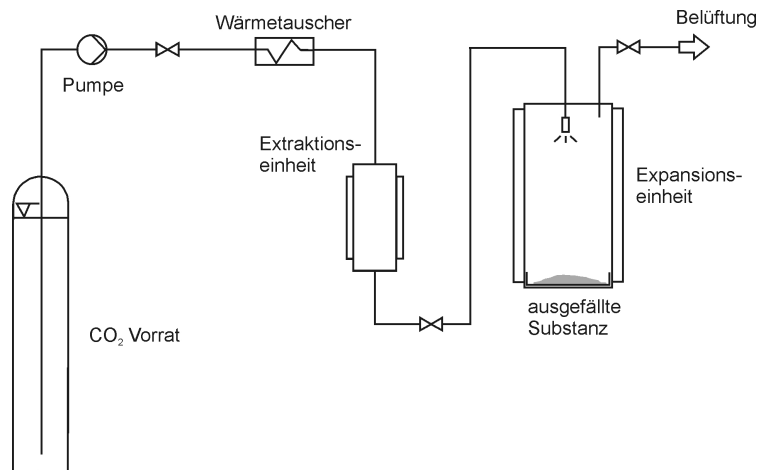 Belüftung
Wärmetauscher
Pumpe
Extraktions-
einheit
Expansions-
einheit
ausgefällte
Substanz
CO₂ Vorrat